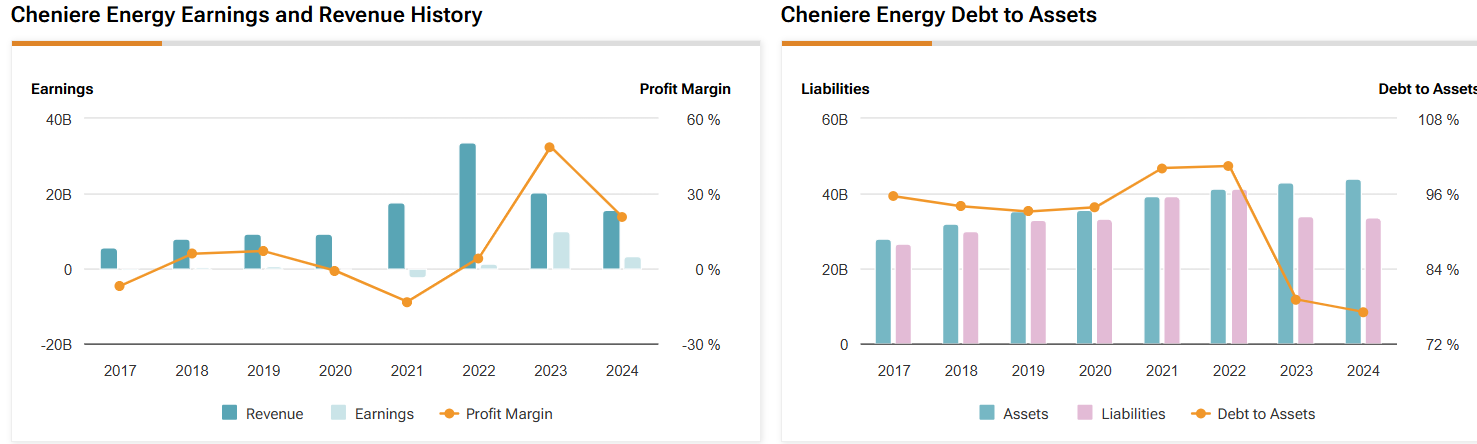 Cheniere Energy Earnings and Revenue History
Earnings
Profit Margin
40B
60 %
20B
30 %
0
0 %
-20B
-30 %
2017 2018 2019 2020 2021 2022 2023 2024
Revenue Earnings Profit Margin
Cheniere Energy Debt to Assets
Liabilities
Debt to Assets
60B
108 %
40B
96 %
20B
84 %
0
72 %
2017 2018 2019 2020 2021 2022 2023 2024
Assets Liabilities Debt to Assets